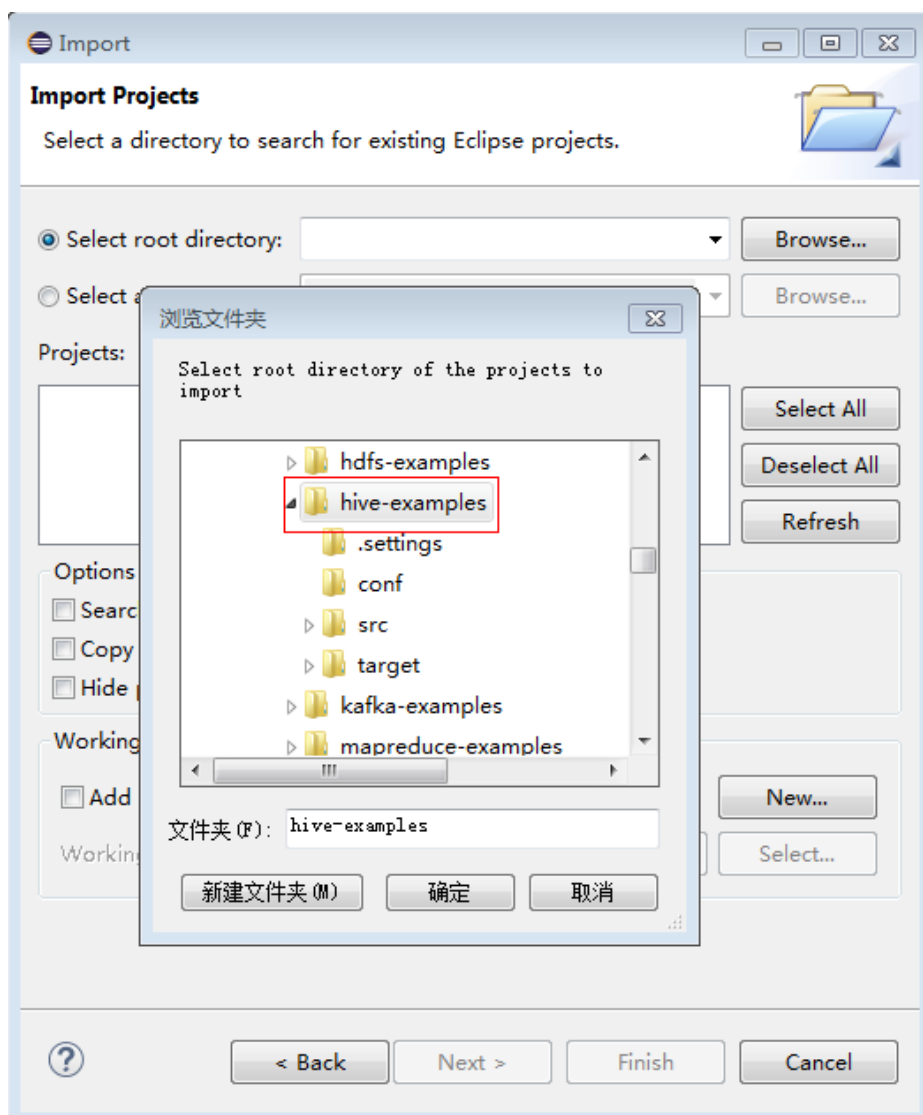 Import
Import Projects
Select a directory to search for existing Eclipse projects.
Select root directory:
Browse...
Select
Browse...
浏览文件夹
Projects:
Select root directory of the projects to
import
Select All
Deselect All
Refresh
hdfs-examples
hive-examples
.settings
conf
src
target
kafka-examples
mapreduce-examples
Options
Searc
Copy
Hide
Working
Add
New...
文件夹(F):
hive-examples
Working
Select...
新建文件夹(M)
确定
取消
?
< Back
Next >
Finish
Cancel